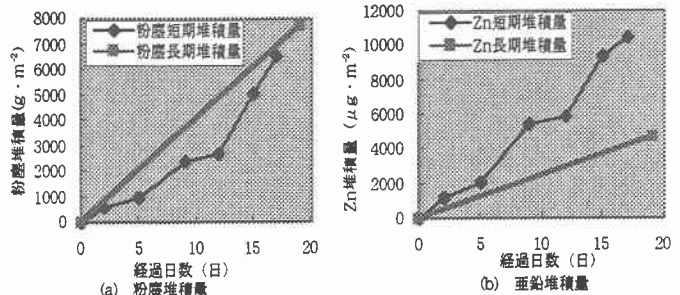 8000
7000
6000
5000
4000
3000
2000
1000
0
粉塵堆積量(g・m⁻²)
粉塵短期堆積量
粉塵長期堆積量
0 5 10 15 20
経過日数（日）
(a) 粉塵堆積量
12000
10000
8000
6000
4000
2000
0
Zn堆積量（μg・m⁻²）
Zn短期堆積量
Zn長期堆積量
0 5 10 15 20
経過日数（日）
(b) 亜鉛堆積量